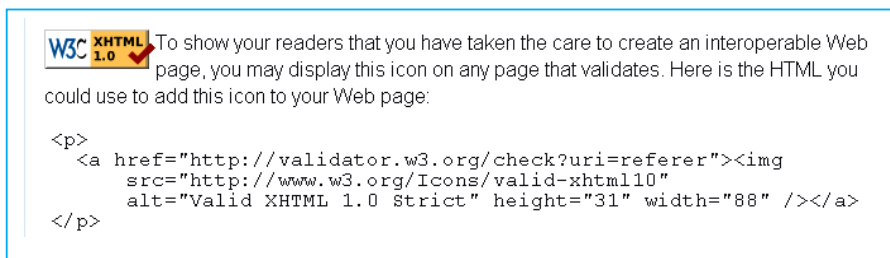 W3C XHTML 1.0 To show your readers that you have taken the care to create an interoperable Web
page, you may display this icon on any page that validates. Here is the HTML you
could use to add this icon to your Web page:
<p>
  <a href="http://validator.w3.org/check?uri=referer"><img
      src="http://www.w3.org/Icons/valid-xhtml10"
      alt="Valid XHTML 1.0 Strict" height="31" width="88" /></a>
</p>